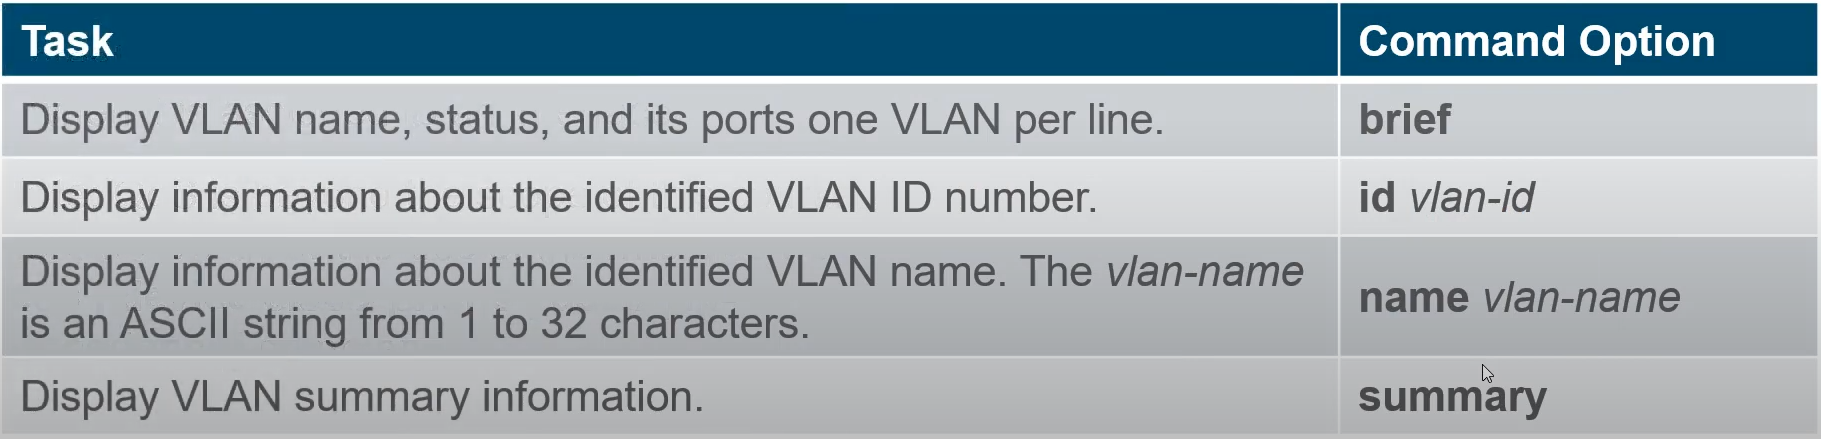 Task Command Option
Display VLAN name, status, and its ports one VLAN per line. brief
Display information about the identified VLAN ID number. id vlan-id
Display information about the identified VLAN name. The vlan-name
is an ASCII string from 1 to 32 characters. name vlan-name
Display VLAN summary information. summary